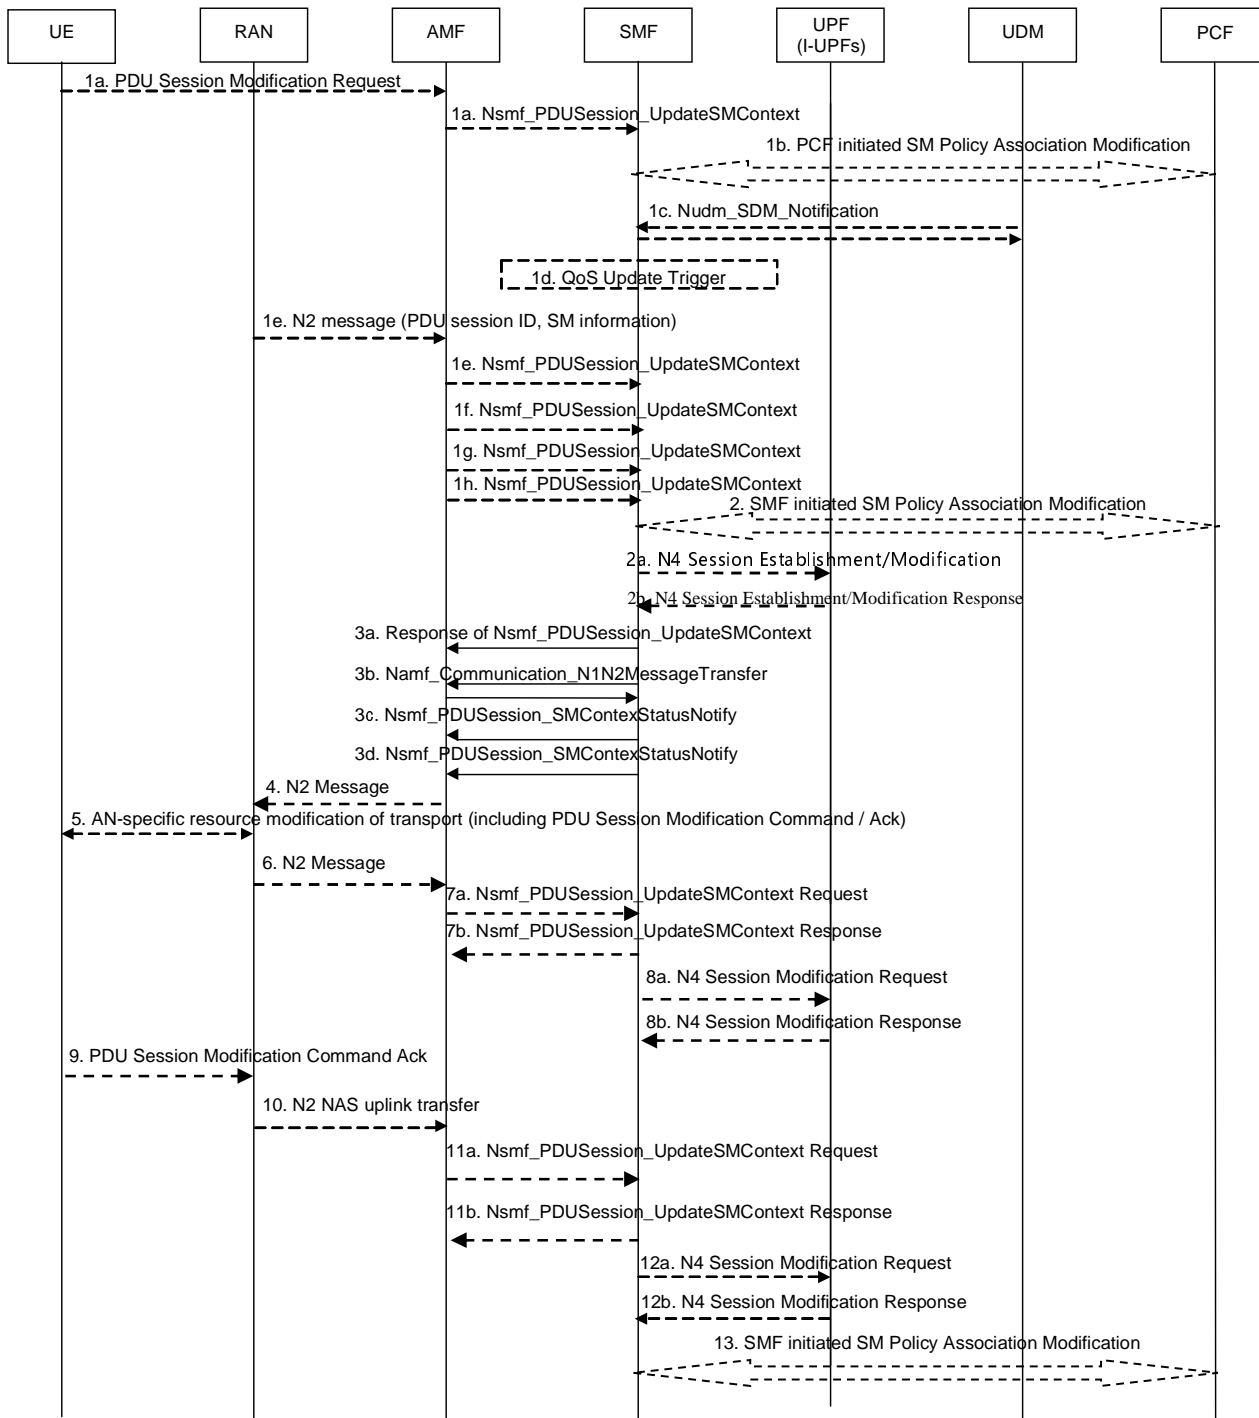 UE
RAN
AMF
SMF
UPF
(I-UPFs)
UDM
PCF
1a. PDU Session Modification Request
1a. Nsmf_PDUSession_UpdateSMContext
1b. PCF initiated SM Policy Association Modification
1c. Nudm_SDM_Notification
1d. QoS Update Trigger
1e. N2 message (PDU session ID, SM information)
1e. Nsmf_PDUSession_UpdateSMContext
1f. Nsmf_PDUSession_UpdateSMContext
1g. Nsmf_PDUSession_UpdateSMContext
1h. Nsmf_PDUSession_UpdateSMContext
2. SMF initiated SM Policy Association Modification
2a. N4 Session Establishment/Modification
2b. N4 Session Establishment/Modification Response
3a. Response of Nsmf_PDUSession_UpdateSMContext
3b. Namf_Communication_N1N2MessageTransfer
3c. Nsmf_PDUSession_SMContexStatusNotify
3d. Nsmf_PDUSession_SMContexStatusNotify
4. N2 Message
5. AN-specific resource modification of transport (including PDU Session Modification Command / Ack)
6. N2 Message
7a. Nsmf_PDUSession_UpdateSMContext Request
7b. Nsmf_PDUSession_UpdateSMContext Response
8a. N4 Session Modification Request
8b. N4 Session Modification Response
9. PDU Session Modification Command Ack
10. N2 NAS uplink transfer
11a. Nsmf_PDUSession_UpdateSMContext Request
11b. Nsmf_PDUSession_UpdateSMContext Response
12a. N4 Session Modification Request
12b. N4 Session Modification Response
13. SMF initiated SM Policy Association Modification